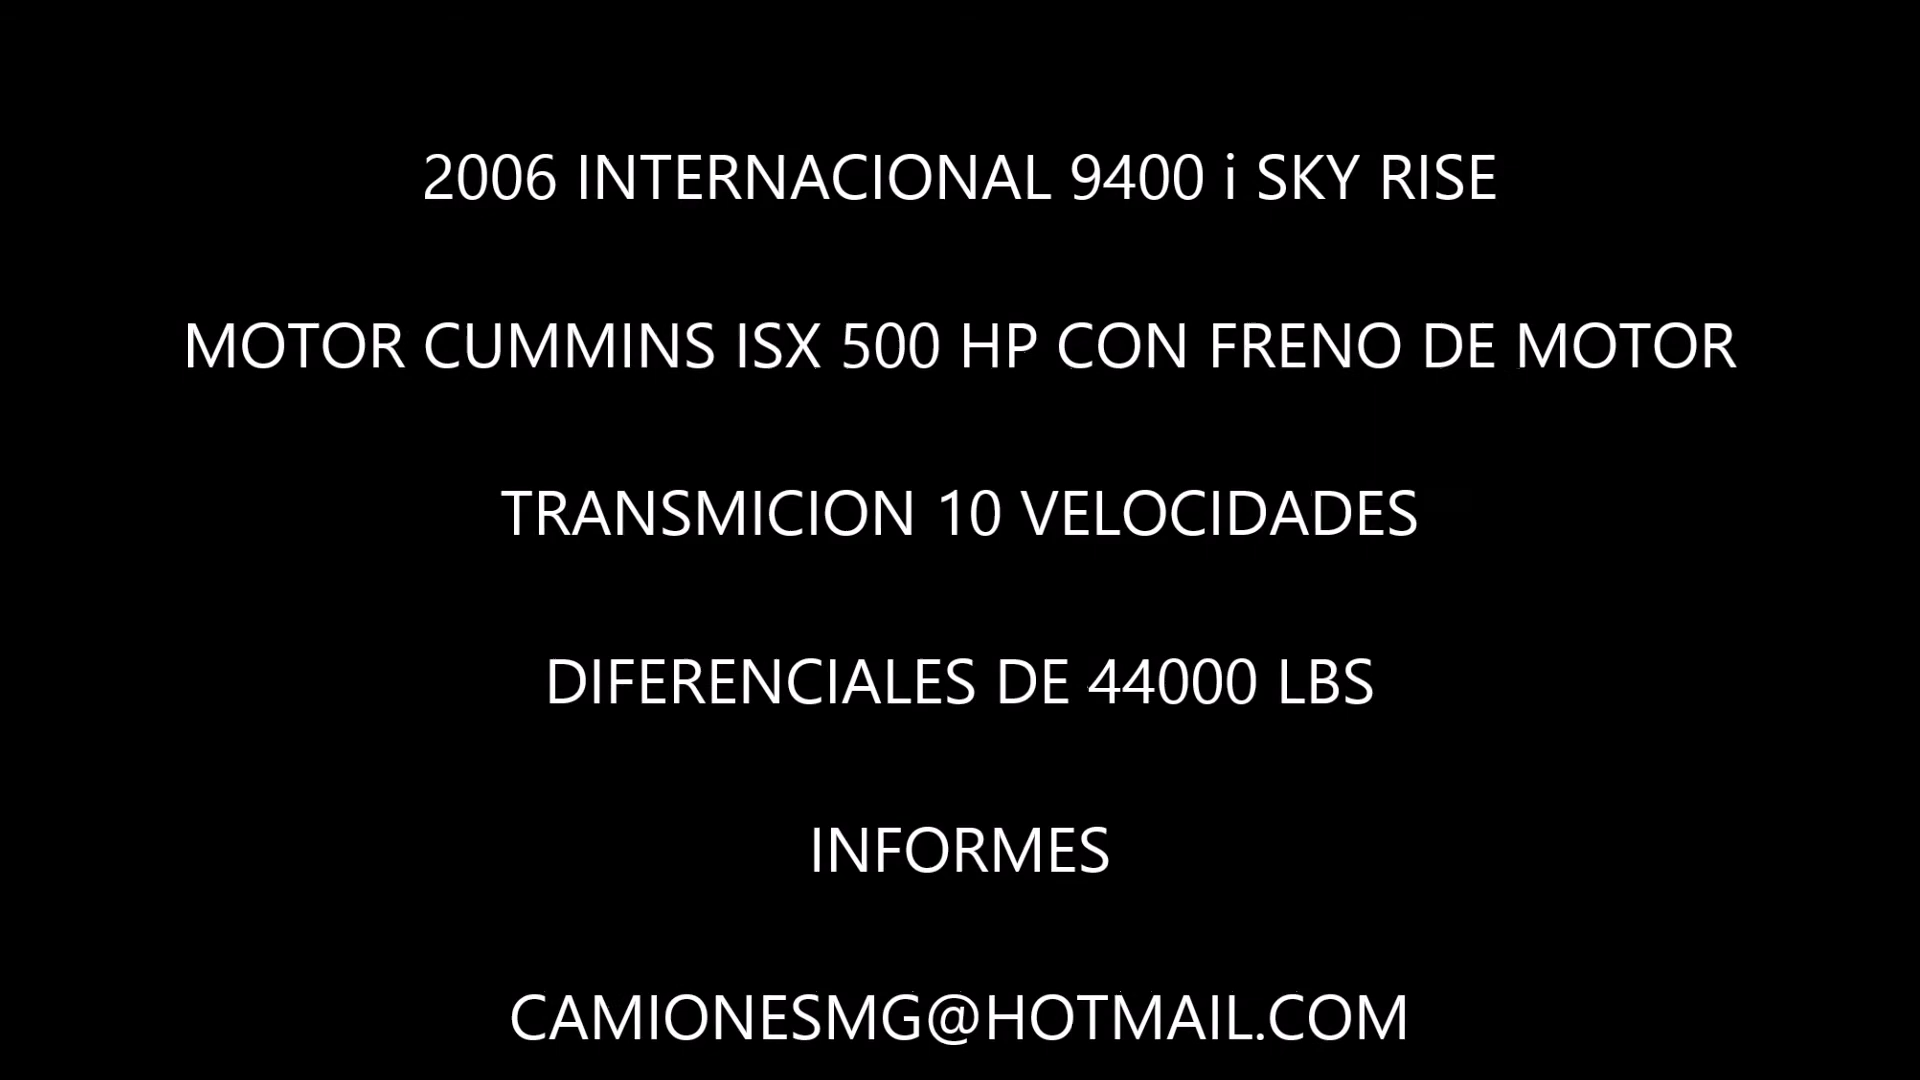 2006 INTERNACIONAL 9400 i SKY RISE
MOTOR CUMMINS ISX 500 HP CON FRENO DE MOTOR
TRANSMICION 10 VELOCIDADES
DIFERENCIALES DE 44000 LBS
INFORMES
CAMIONESMG@HOTMAIL.COM